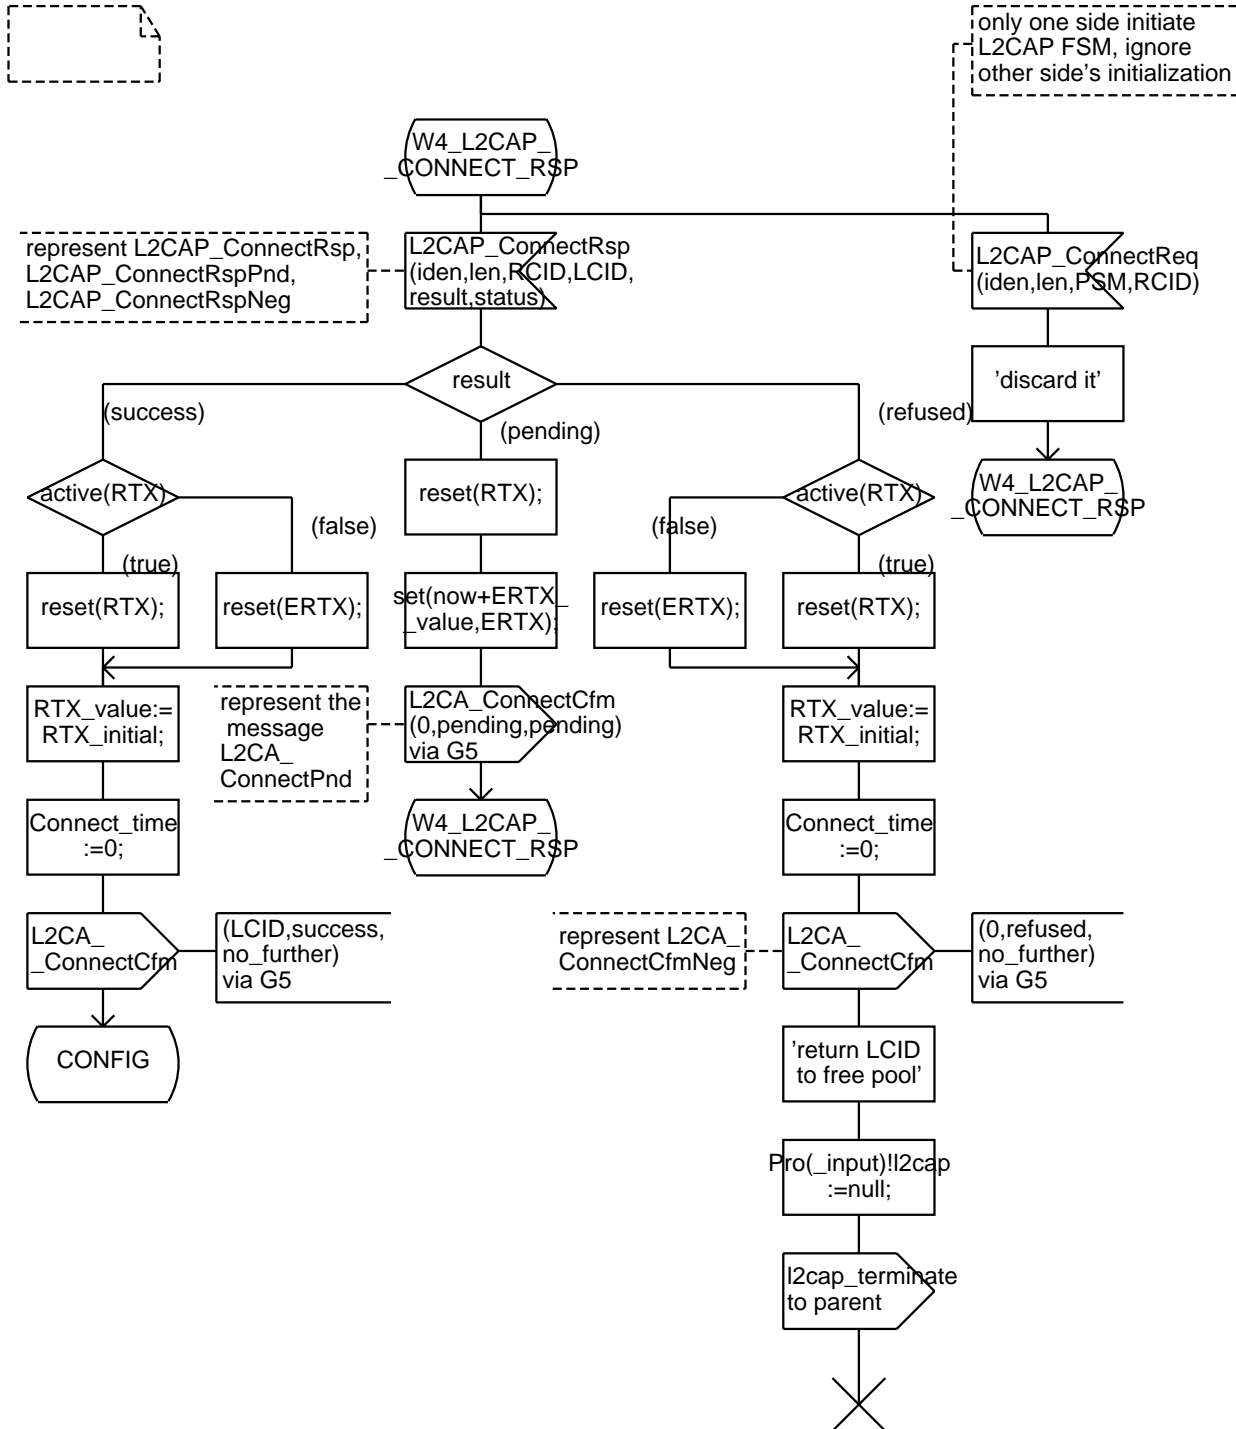 only one side initiate
L2CAP FSM, ignore
other side's initialization
W4_L2CAP_
_CONNECT_RSP
represent L2CAP_ConnectRsp,
L2CAP_ConnectRspPnd,
L2CAP_ConnectRspNeg
L2CAP_ConnectRsp
(iden,len,RCID,LCID,
result,status)
L2CAP_ConnectReq
(iden,len,PSM,RCID)
result
'discard it'
(success)
(pending)
(refused)
W4_L2CAP_
_CONNECT_RSP
active(RTX)
(false)
(true)
reset(RTX);
active(RTX)
(false)
(true)
reset(RTX);
reset(ERTX);
set(now+ERTX_
_value,ERTX);
reset(ERTX);
reset(RTX);
RTX_value:=
RTX_initial;
represent the
message
L2CA_
ConnectPnd
L2CA_ConnectCfm
(0,pending,pending)
via G5
RTX_value:=
RTX_initial;
Connect_time
:=0;
W4_L2CAP_
_CONNECT_RSP
Connect_time
:=0;
L2CA_
_ConnectCfm
(LCID,success,
no_further)
via G5
represent L2CA_
ConnectCfmNeg
L2CA_
_ConnectCfm
(0,refused,
no_further)
via G5
CONFIG
'return LCID
to free pool'
Pro(_input)!l2cap
:=null;
l2cap_terminate
to parent